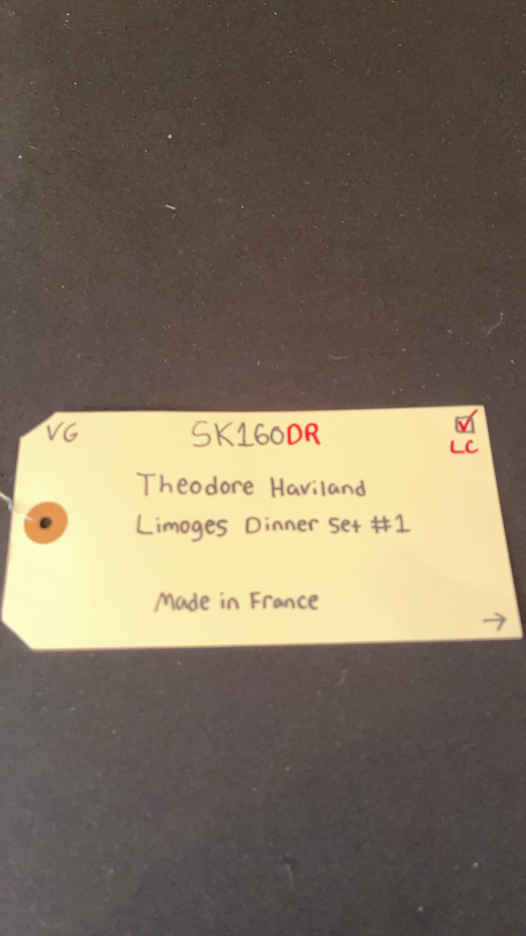 VG SK160DR ☑
LC
Theodore Haviland
Limoges Dinner Set #1
Made in France
→